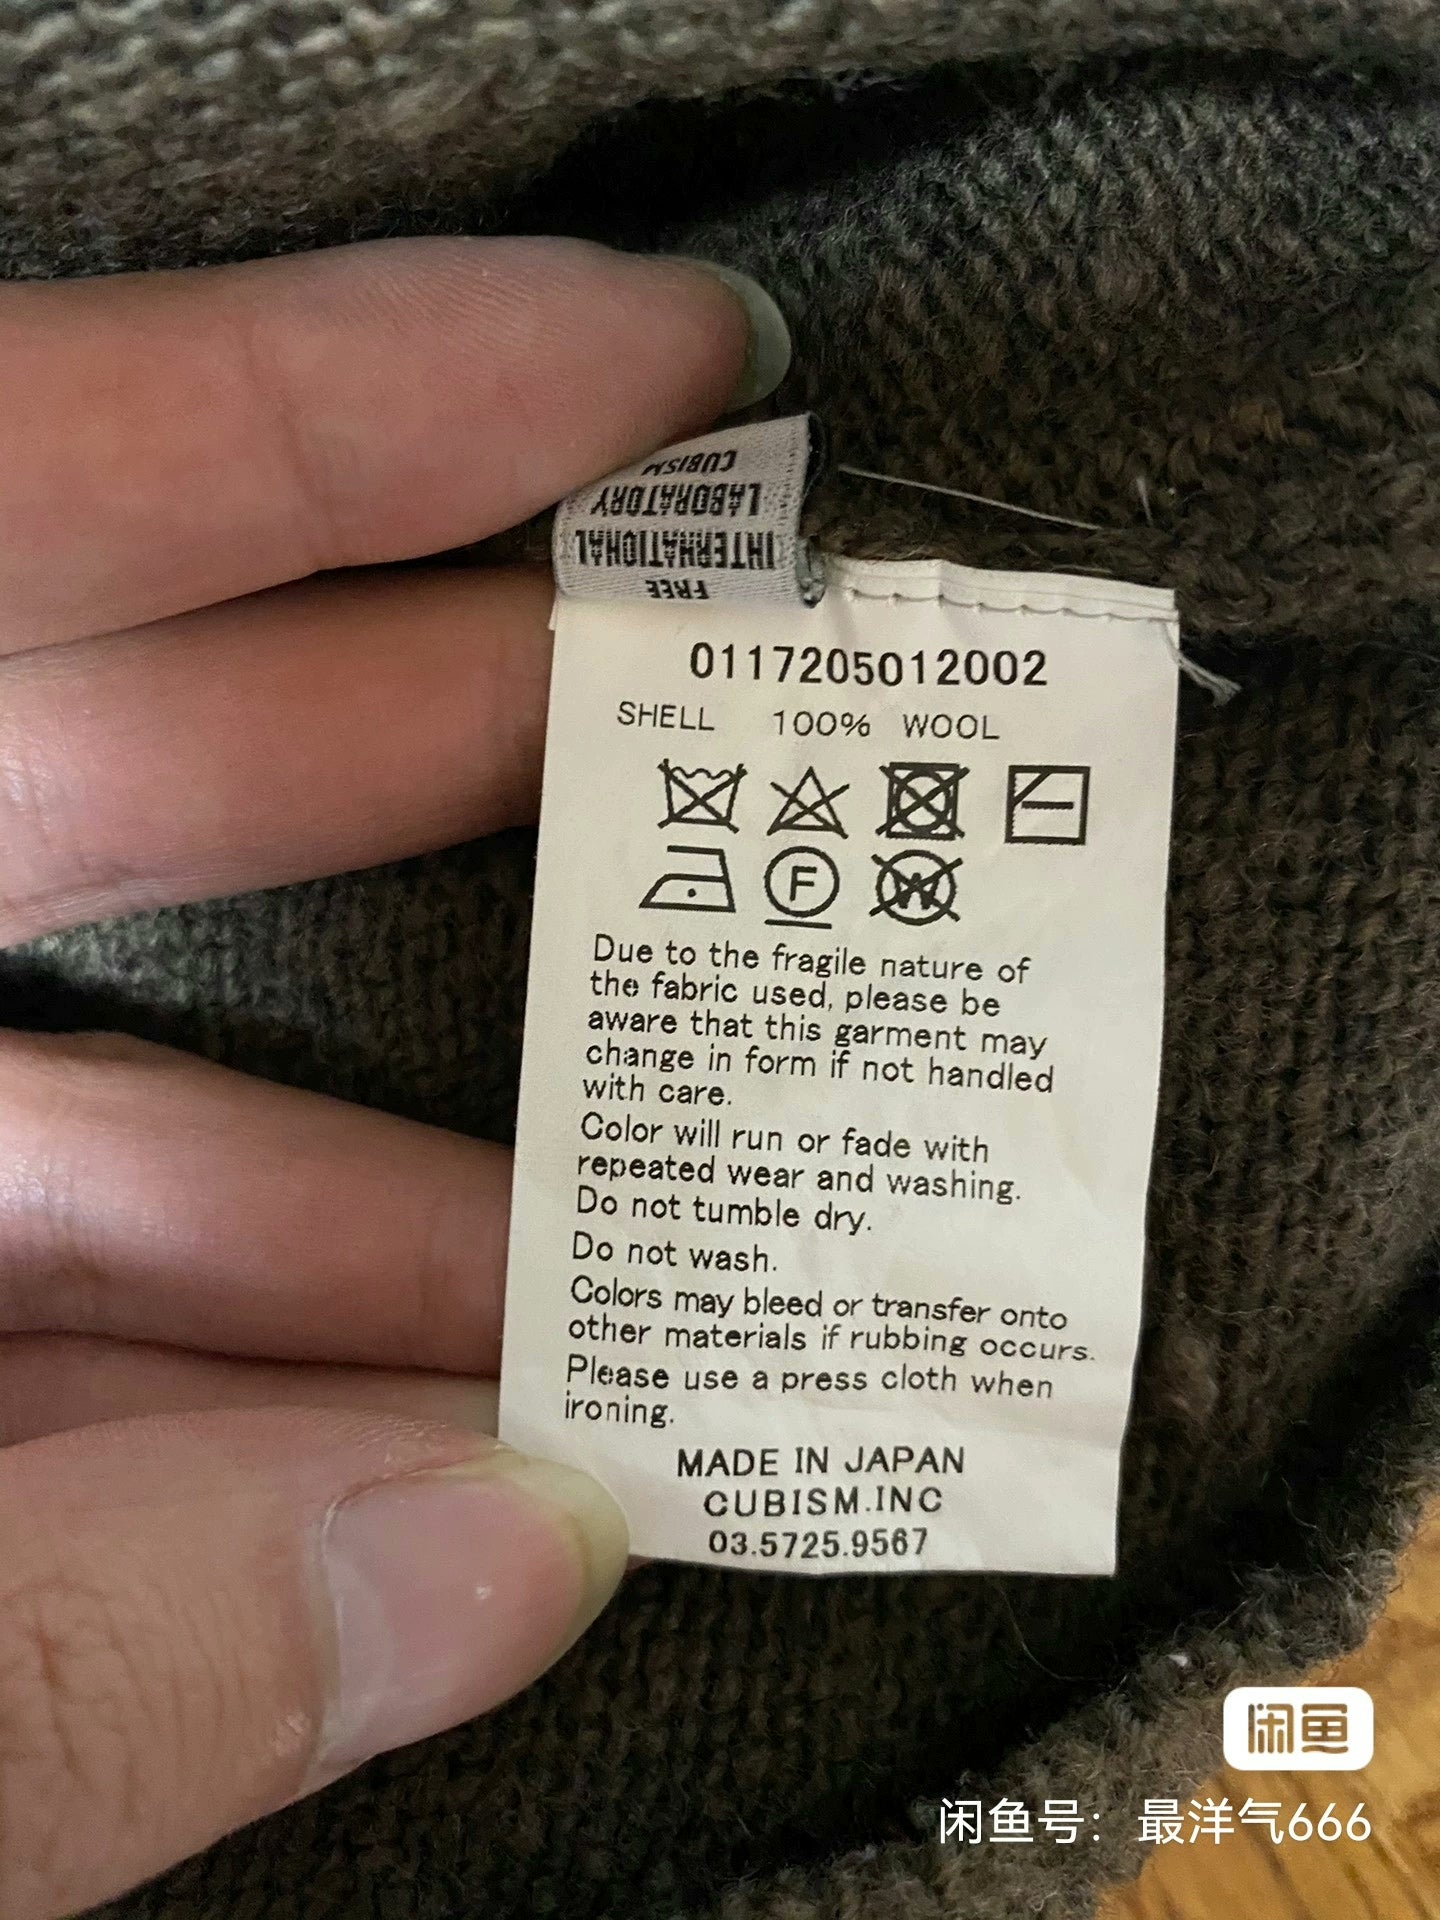 CUBISM
LABORATORY
INTERNATIONAL
FREE
0117205012002
SHELL 100% WOOL
F
W
Due to the fragile nature of
the fabric used, please be
aware that this garment may
change in form if not handled
with care.
Color will run or fade with
repeated wear and washing.
Do not tumble dry.
Do not wash.
Colors may bleed or transfer onto
other materials if rubbing occurs.
Please use a press cloth when
ironing.
MADE IN JAPAN
CUBISM.INC
03.5725.9567
闲鱼
闲鱼号：最洋气666